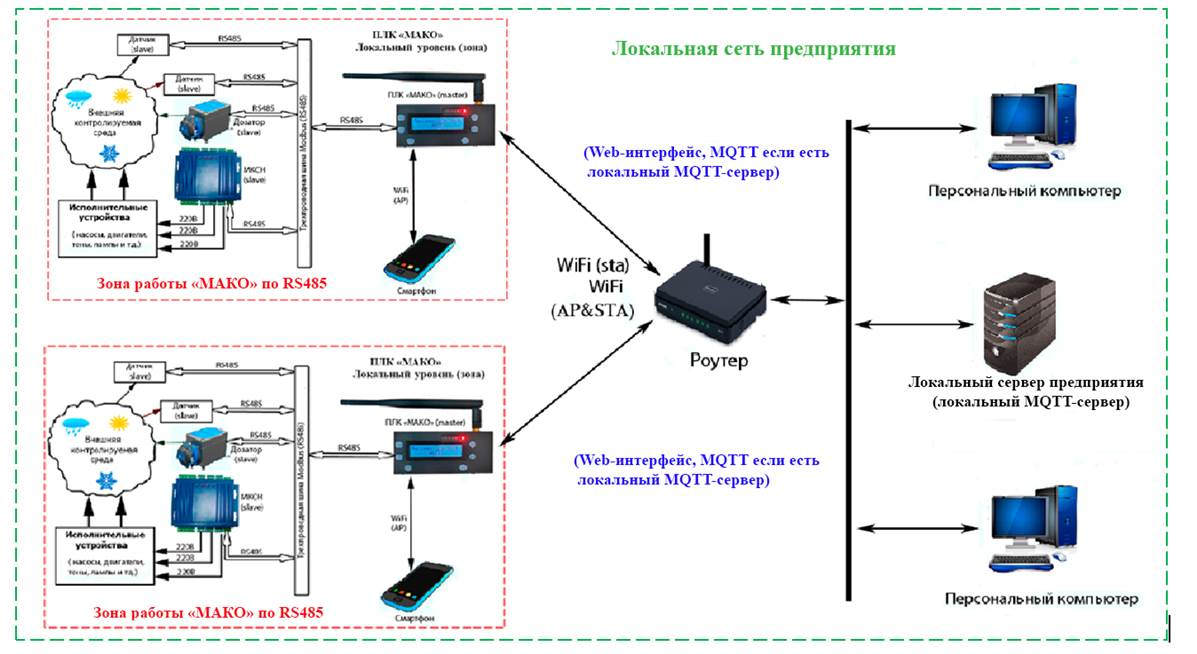 Локальная сеть предприятия
ПЛК «МАКО»
Локальный уровень (зона)
Датчик
(slave)
RS485
Датчик
(slave)
RS485
ПЛК «МАКО» (master)
Внешняя
контролируемая
среда
RS485
Дозатор
(slave)
RS485
Трехпроводная шина Modbus (RS485)
МКСН
(slave)
WiFi
(AP)
Исполнительные
устройства
( насосы, двигатели,
тены, лампы и т.д.)
220В
220В
220В
RS485
Смартфон
Зона работы «МАКО» по RS485
(Web-интерфейс, MQTT если есть
локальный MQTT-сервер)
WiFi (sta)
WiFi
(AP&STA)
Роутер
Персональный компьютер
Локальный сервер предприятия
(локальный MQTT-сервер)
Персональный компьютер
(Web-интерфейс, MQTT если есть
локальный MQTT-сервер)
ПЛК «МАКО»
Локальный уровень (зона)
Датчик
slave)
RS485
Датчик
(slave)
RS485
ПЛК «МАКО» (master)
Внешняя
контролируемая
среда
RS485
Дозатор
(slave)
RS485
Трехпроводная шина Modbus (RS485)
МКСН
(slave)
WiFi
(AP)
Исполнительные
устройства
( насосы, двигатели,
тены, лампы и т.д.)
220В
220В
220В
RS485
Смартфон
Зона работы «МАКО» по RS485